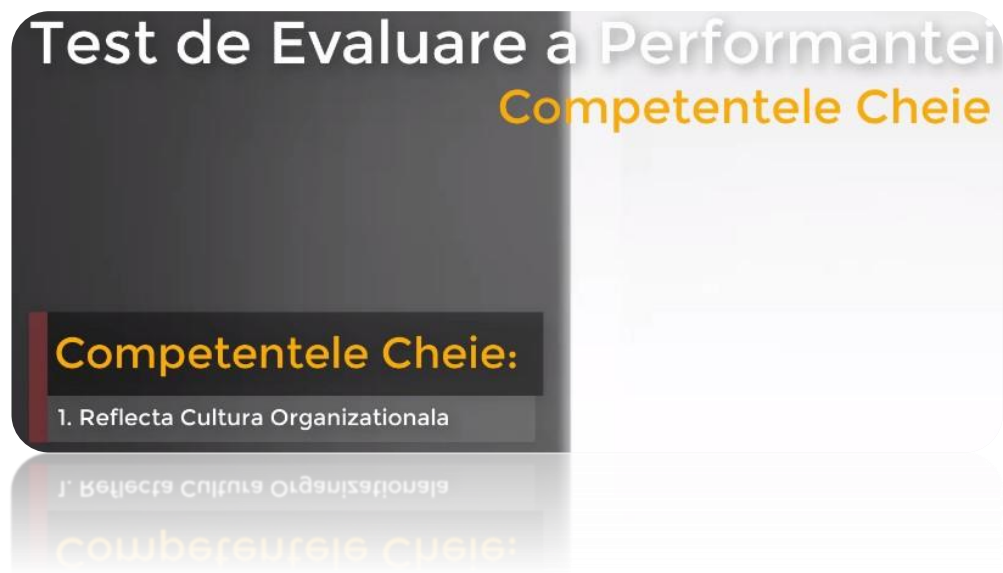 Test de Evaluare a Performantei
Competentele Cheie
Competentele Cheie:
1. Reflecta Cultura Organizationala